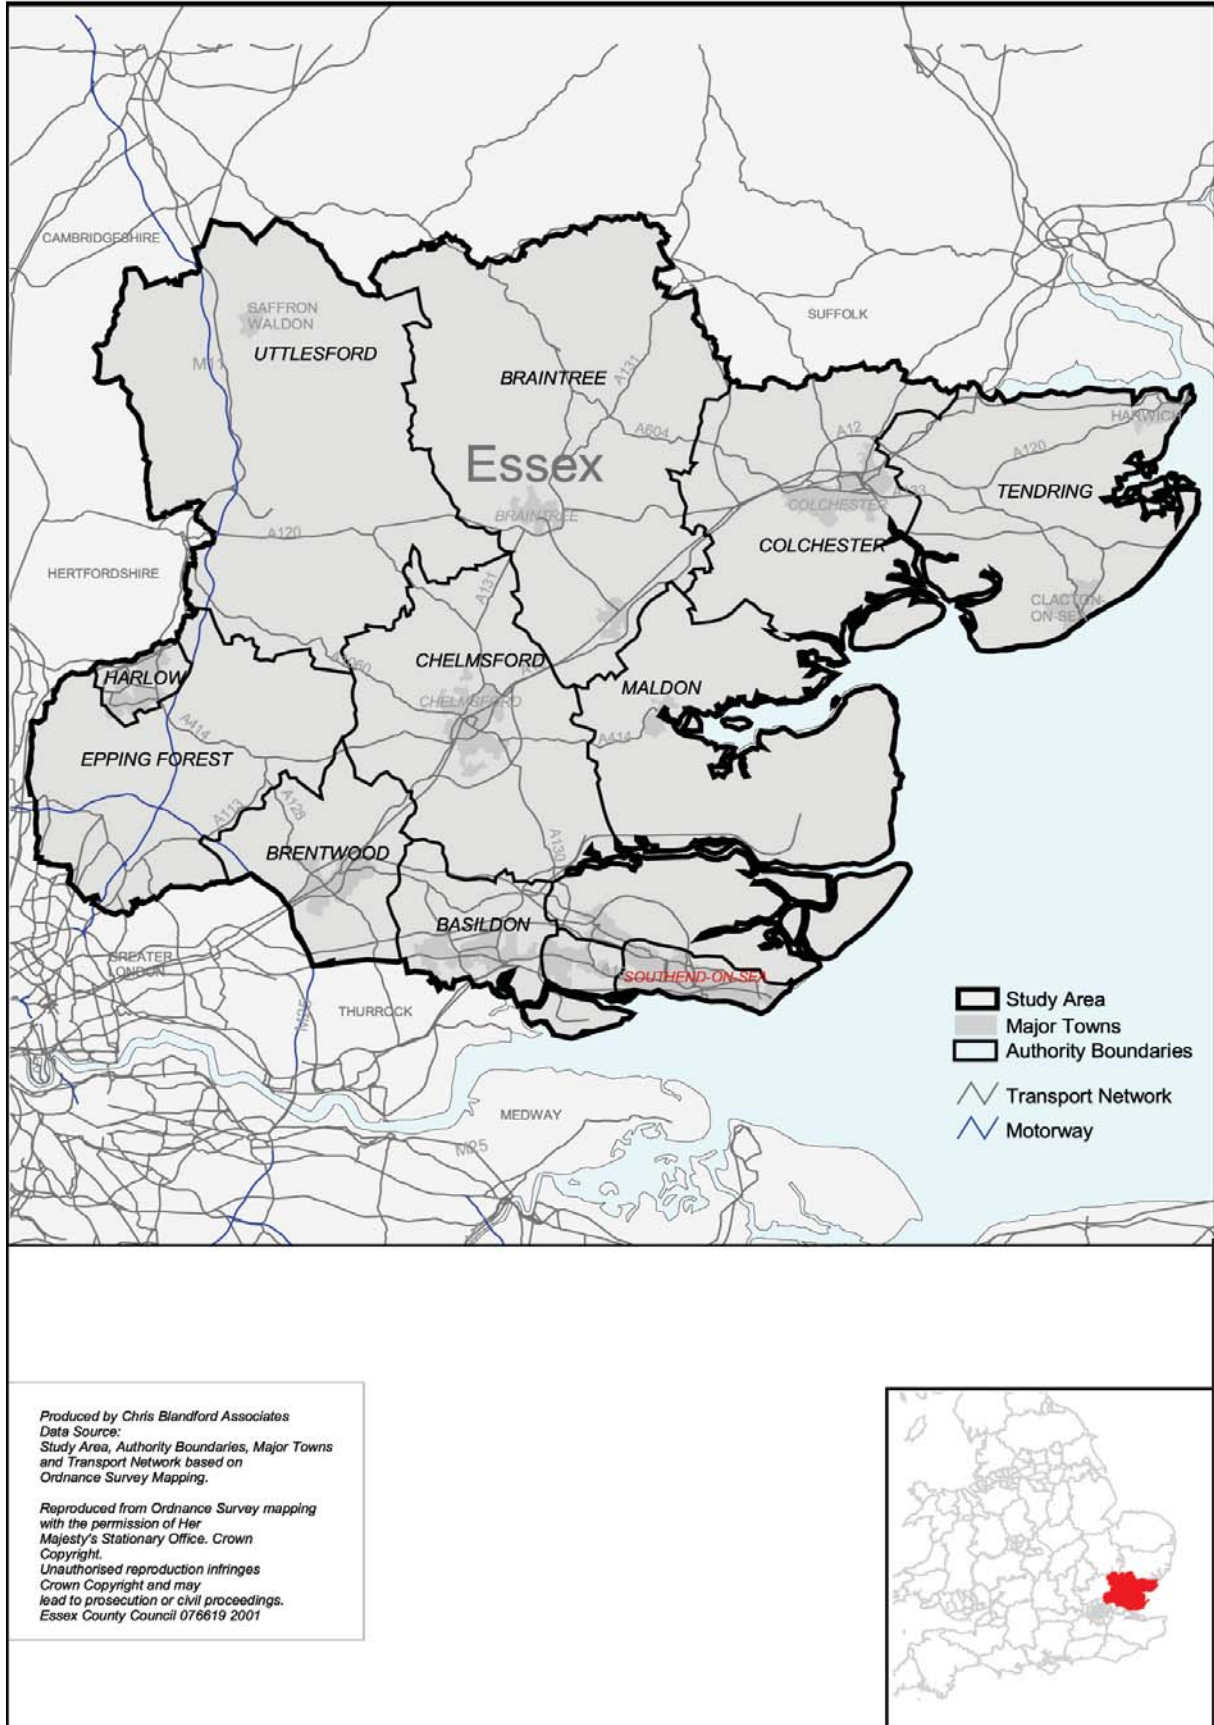 CAMBRIDGESHIRE
SAFFRON
WALDON
SUFFOLK
UTTLESFORD
M11
BRAINTREE
A131
HARWICH
A604
A12
A120
Essex
TENDRING
A133
COLCHESTER
BRAINTREE
A120
COLCHESTER
HERTFORDSHIRE
A131
CLACTON-
ON-SEA
CHELMSFORD
A1060
HARLOW
MALDON
CHELMSFORD
A414
A414
EPPING FOREST
A113
A128
A130
BRENTWOOD
BASILDON
GREATER
LONDON
SOUTHEND-ON-SEA
THURROCK
M25
MEDWAY
M25
Study Area
Major Towns
Authority Boundaries
Transport Network
Motorway
Produced by Chris Blandford Associates
Data Source:
Study Area, Authority Boundaries, Major Towns
and Transport Network based on
Ordnance Survey Mapping.
Reproduced from Ordnance Survey mapping
with the permission of Her
Majesty's Stationary Office. Crown
Copyright.
Unauthorised reproduction infringes
Crown Copyright and may
lead to prosecution or civil proceedings.
Essex County Council 076619 2001